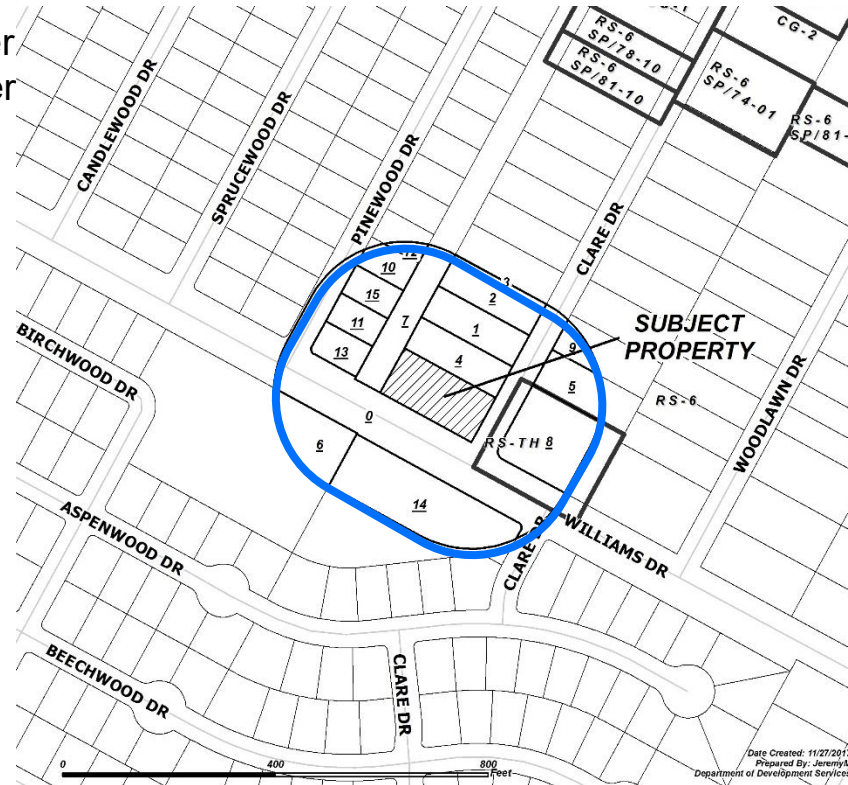 er
er
CG-2
RS-6
SP/78-10
RS-6
SP/81-10
RS-6
SP/74-01
RS-6
SP/81-
CANDLEWOOD DR
SPRUCEWOOD DR
PINEWOOD DR
CLARE DR
12
10
3
2
15
7
1
11
9
13
4
SUBJECT
PROPERTY
5
RS-6
WOODLAWN DR
BIRCHWOOD DR
0
6
RS-TH
8
14
ASPENWOOD DR
CLARE DR
WILLIAMS DR
BEECHWOOD DR
CLARE DR
0 400 800
Feet
Date Created: 11/27/2017
Prepared By: JeremyM
Department of Development Services